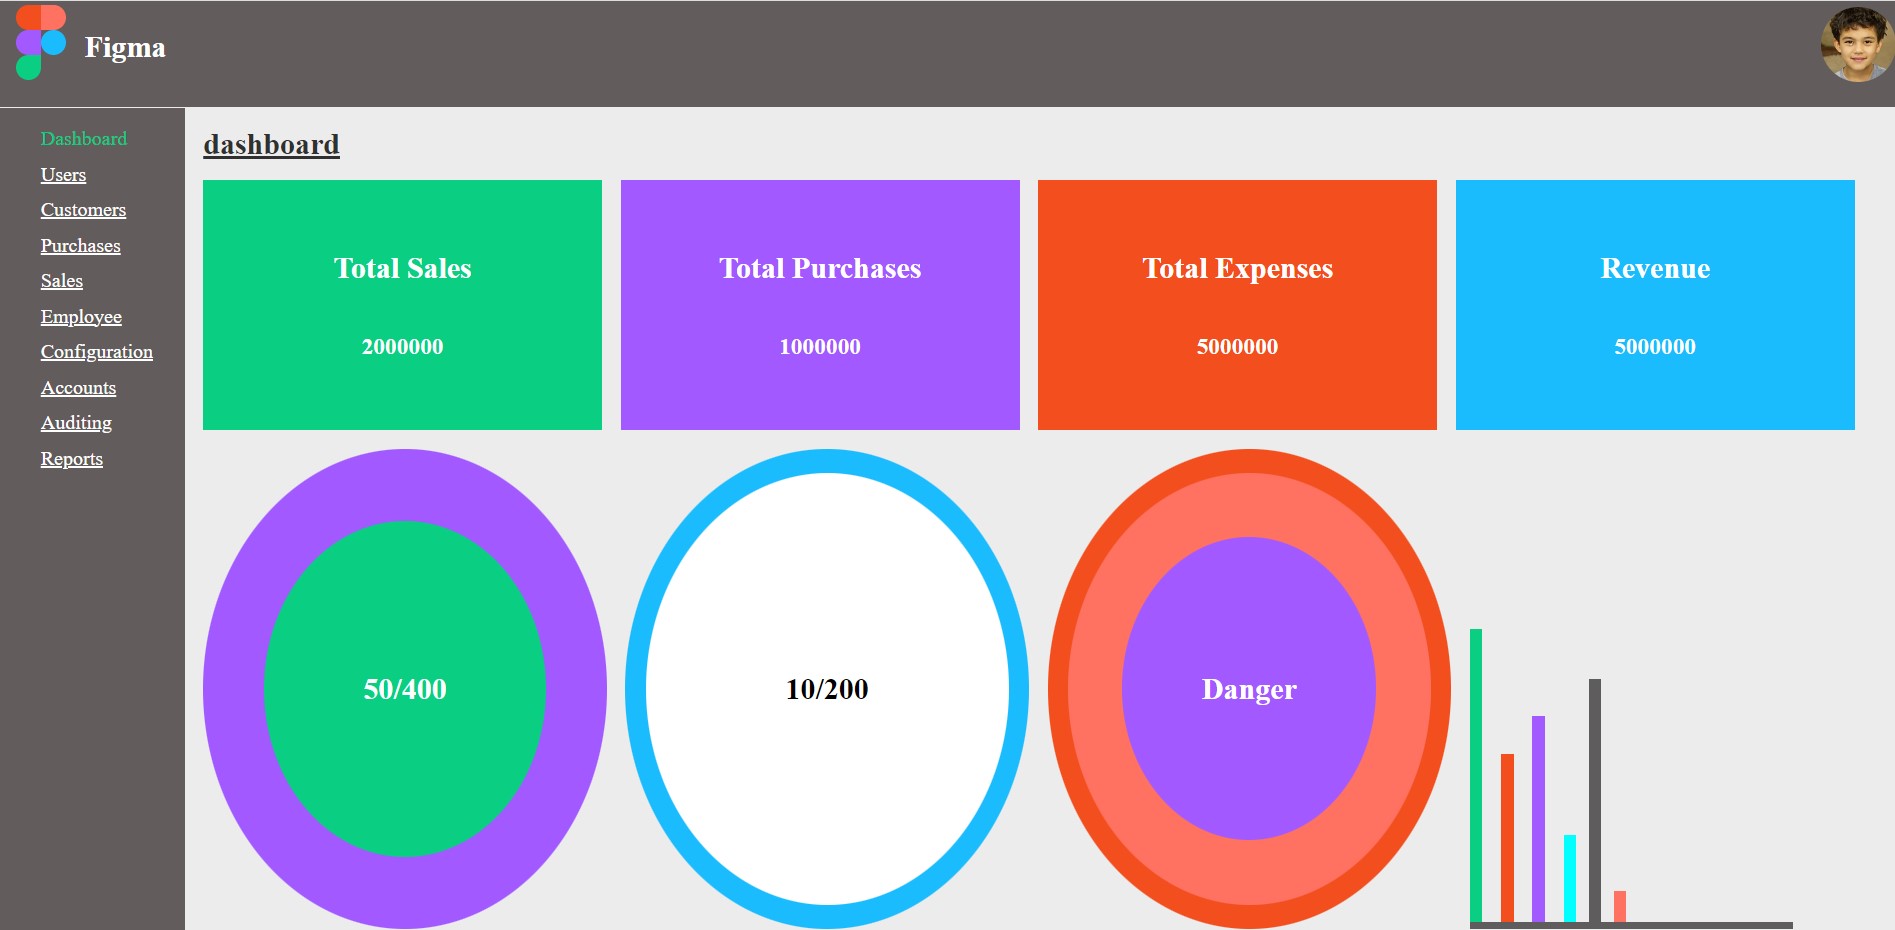 Figma
Dashboard
Users
Customers
Purchases
Sales
Employee
Configuration
Accounts
Auditing
Reports
dashboard
Total Sales
2000000
Total Purchases
1000000
Total Expenses
5000000
Revenue
5000000
50/400
10/200
Danger